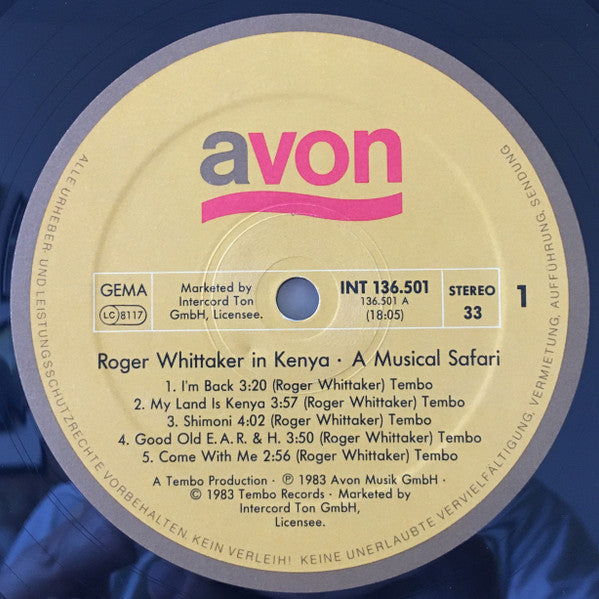 avon
GEMA
LC 8117
Marketed by
Intercord Ton
GmbH, Licensee.
INT 136.501
136.501 A
(18:05)
STEREO
33
1
Roger Whittaker in Kenya · A Musical Safari
1. I'm Back 3:20 (Roger Whittaker) Tembo
2. My Land Is Kenya 3:57 (Roger Whittaker) Tembo
3. Shimoni 4:02 (Roger Whittaker) Tembo
4. Good Old E.A.R. & H. 3:50 (Roger Whittaker) Tembo
5. Come With Me 2:56 (Roger Whittaker) Tembo
A Tembo Production · ℗ 1983 Avon Musik GmbH ·
© 1983 Tembo Records · Marketed by
Intercord Ton GmbH,
Licensee.
ALLE URHEBER- UND LEISTUNGSSCHUTZRECHTE VORBEHALTEN. KEIN VERLEIH! KEINE UNERLAUBTE VERVIELFÄLTIGUNG, VERMIETUNG, AUFFÜHRUNG, SENDUNG